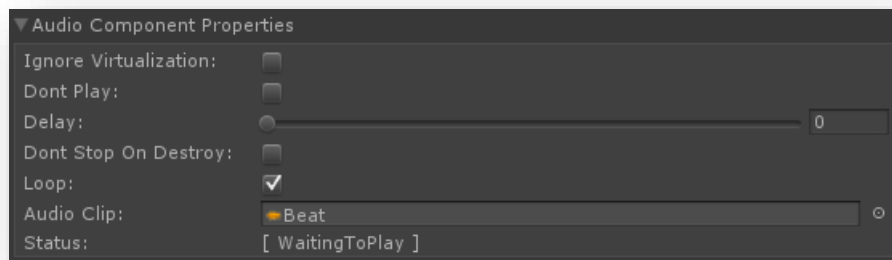 Audio Component Properties
Ignore Virtualization:
Dont Play:
Delay: 0
Dont Stop On Destroy:
Loop:
Audio Clip: Beat
Status: [ WaitingToPlay ]